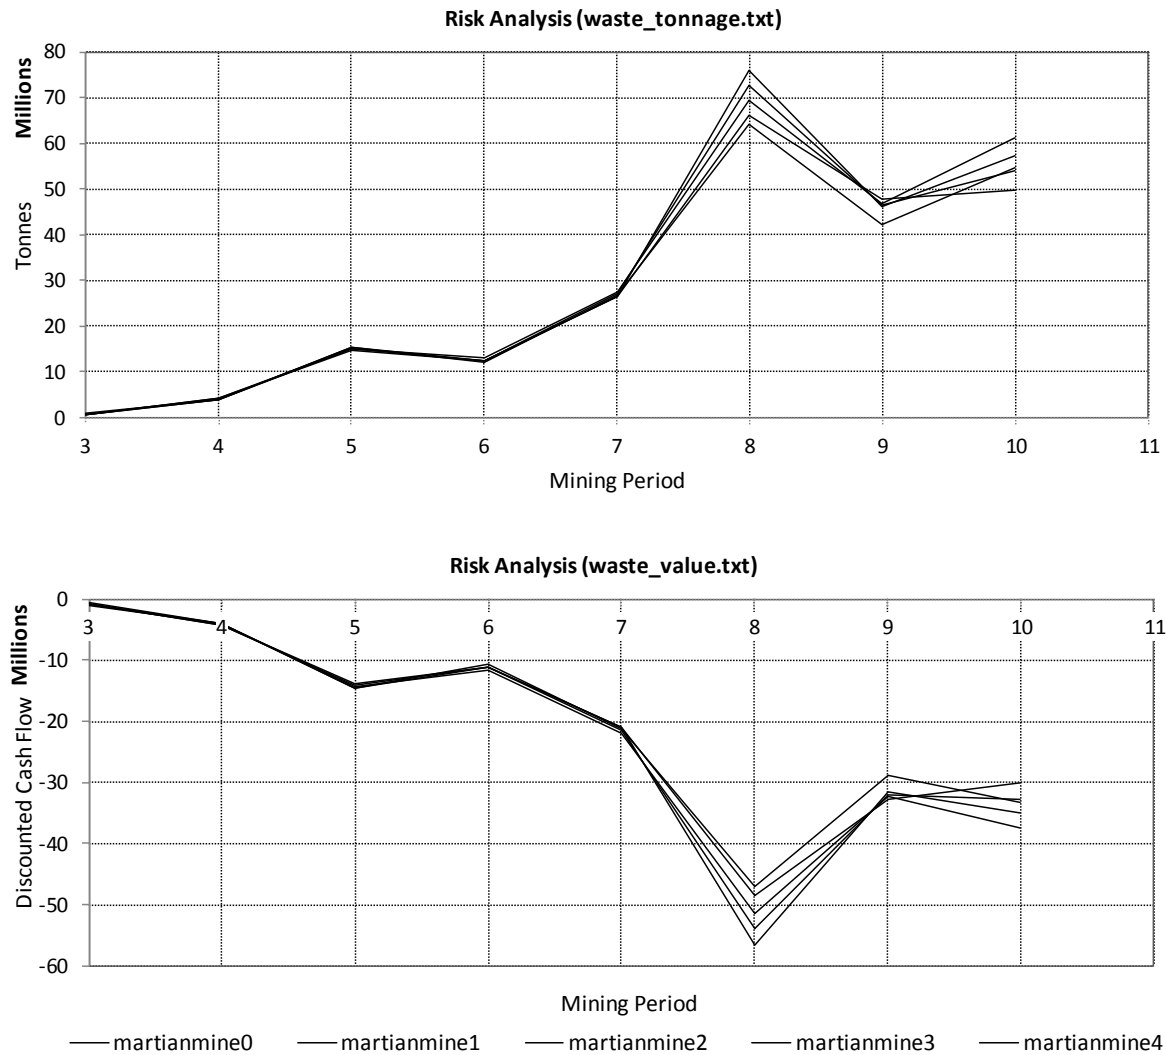 Risk Analysis (waste_tonnage.txt)
Millions
Tonnes
80
70
60
50
40
30
20
10
0
3 4 5 6 7 8 9 10 11
Mining Period
Risk Analysis (waste_value.txt)
Millions
Discounted Cash Flow
0
3 4 5 6 7 8 9 10 11
-10
-20
-30
-40
-50
-60
Mining Period
martianmine0 martianmine1 martianmine2 martianmine3 martianmine4